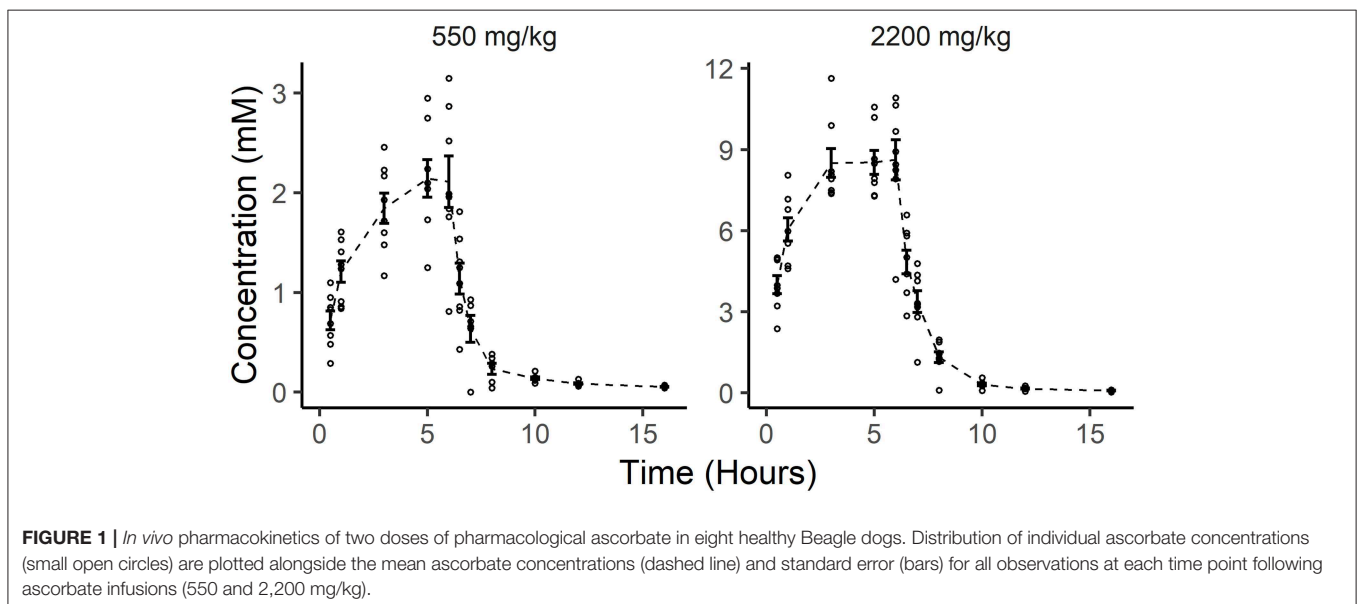 550 mg/kg
2200 mg/kg
Concentration (mM)
3
2
1
0
12
9
6
3
0
0 5 10 15
0 5 10 15
Time (Hours)
FIGURE 1 | In vivo pharmacokinetics of two doses of pharmacological ascorbate in eight healthy Beagle dogs. Distribution of individual ascorbate concentrations
(small open circles) are plotted alongside the mean ascorbate concentrations (dashed line) and standard error (bars) for all observations at each time point following
ascorbate infusions (550 and 2,200 mg/kg).